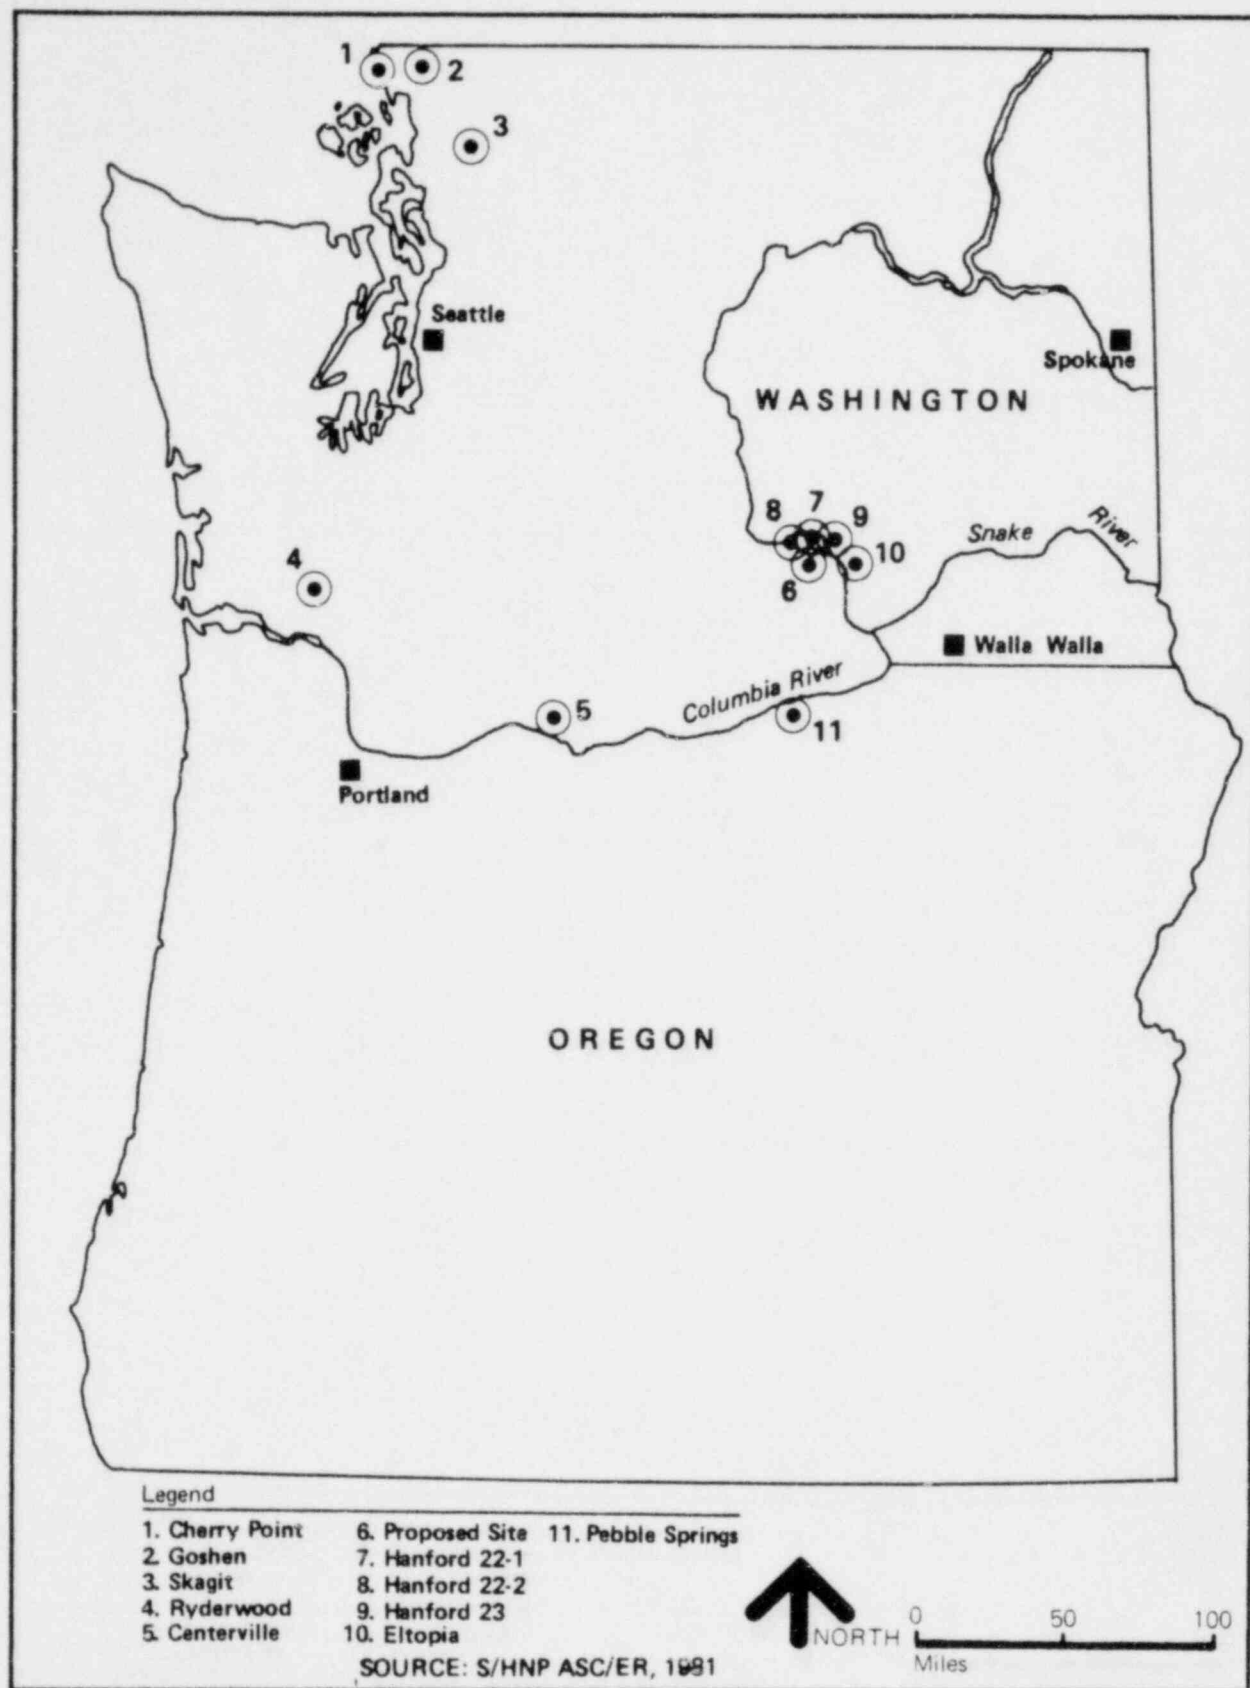 1
2
3
Seattle
Spokane
WASHINGTON
8 7 9
10
6
Snake River
4
Walla Walla
Columbia River
5
11
Portland
OREGON
Legend
1. Cherry Point
2. Goshen
3. Skagit
4. Ryderwood
5. Centerville
6. Proposed Site
7. Hanford 22-1
8. Hanford 22-2
9. Hanford 23
10. Eltopia
11. Pebble Springs
NORTH
0 50 100
Miles
SOURCE: S/HNP ASC/ER, 1981